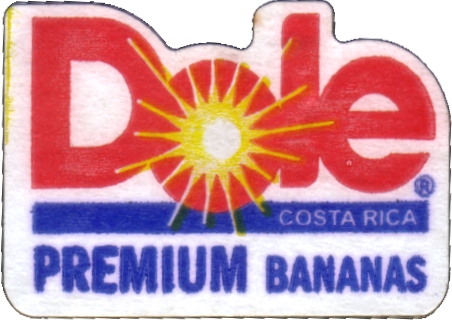 Dole
®
COSTA RICA
PREMIUM BANANAS